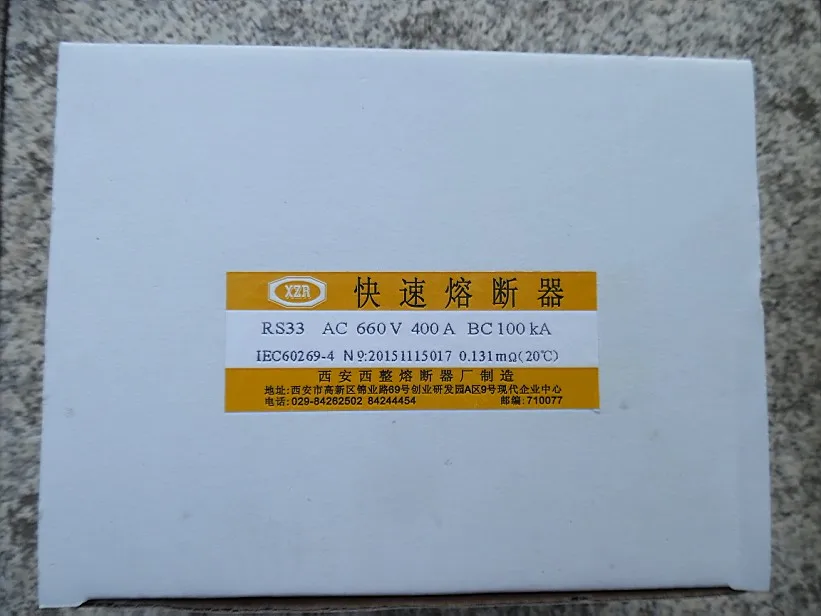 XZR 快速熔断器
RS33 AC 660V 400A BC100kA
IEC60269-4 №:20151115017 0.131mΩ(20℃)
西安西整熔断器厂制造
地址:西安市高新区锦业路69号创业研发园A区9号现代企业中心
电话:029-84262502 84244454 邮编:710077